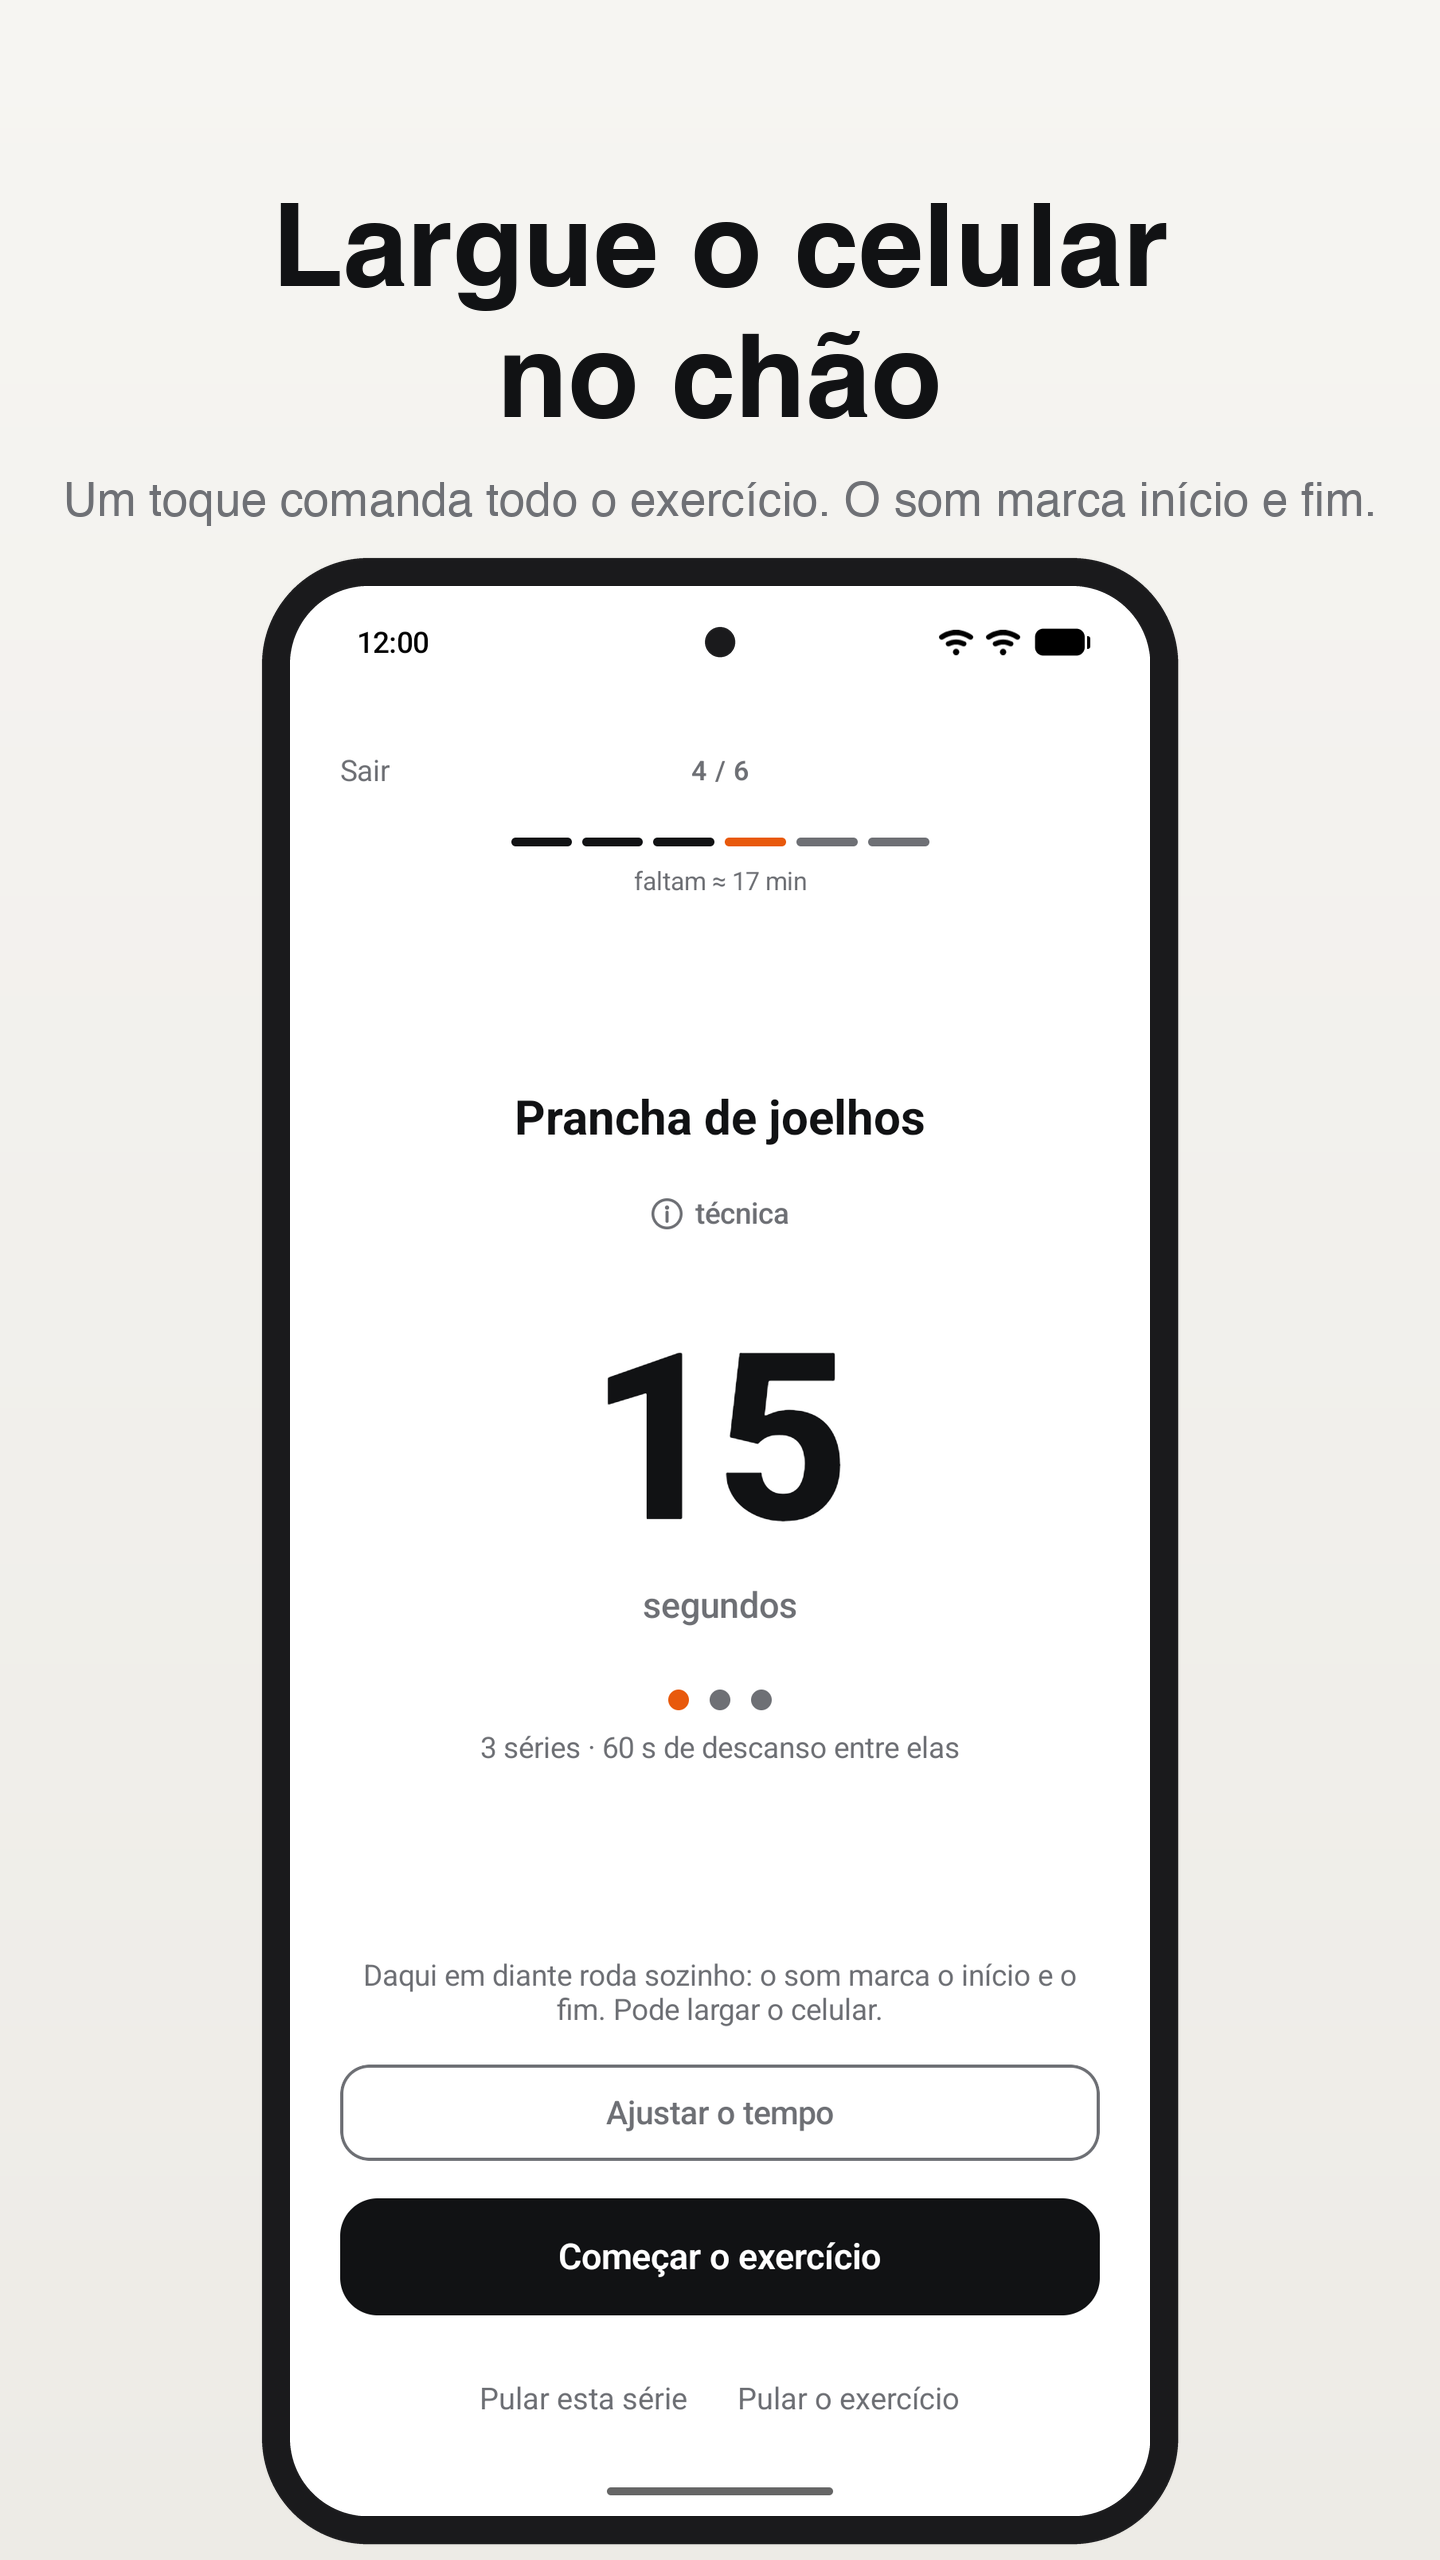 Largue o celular
no chão
Um toque comanda todo o exercício. O som marca início e fim.
12:00
Sair
4 / 6
faltam ≈ 17 min
Prancha de joelhos
técnica
15
segundos
3 séries · 60 s de descanso entre elas
Daqui em diante roda sozinho: o som marca o início e o
fim. Pode largar o celular.
Ajustar o tempo
Começar o exercício
Pular esta série
Pular o exercício